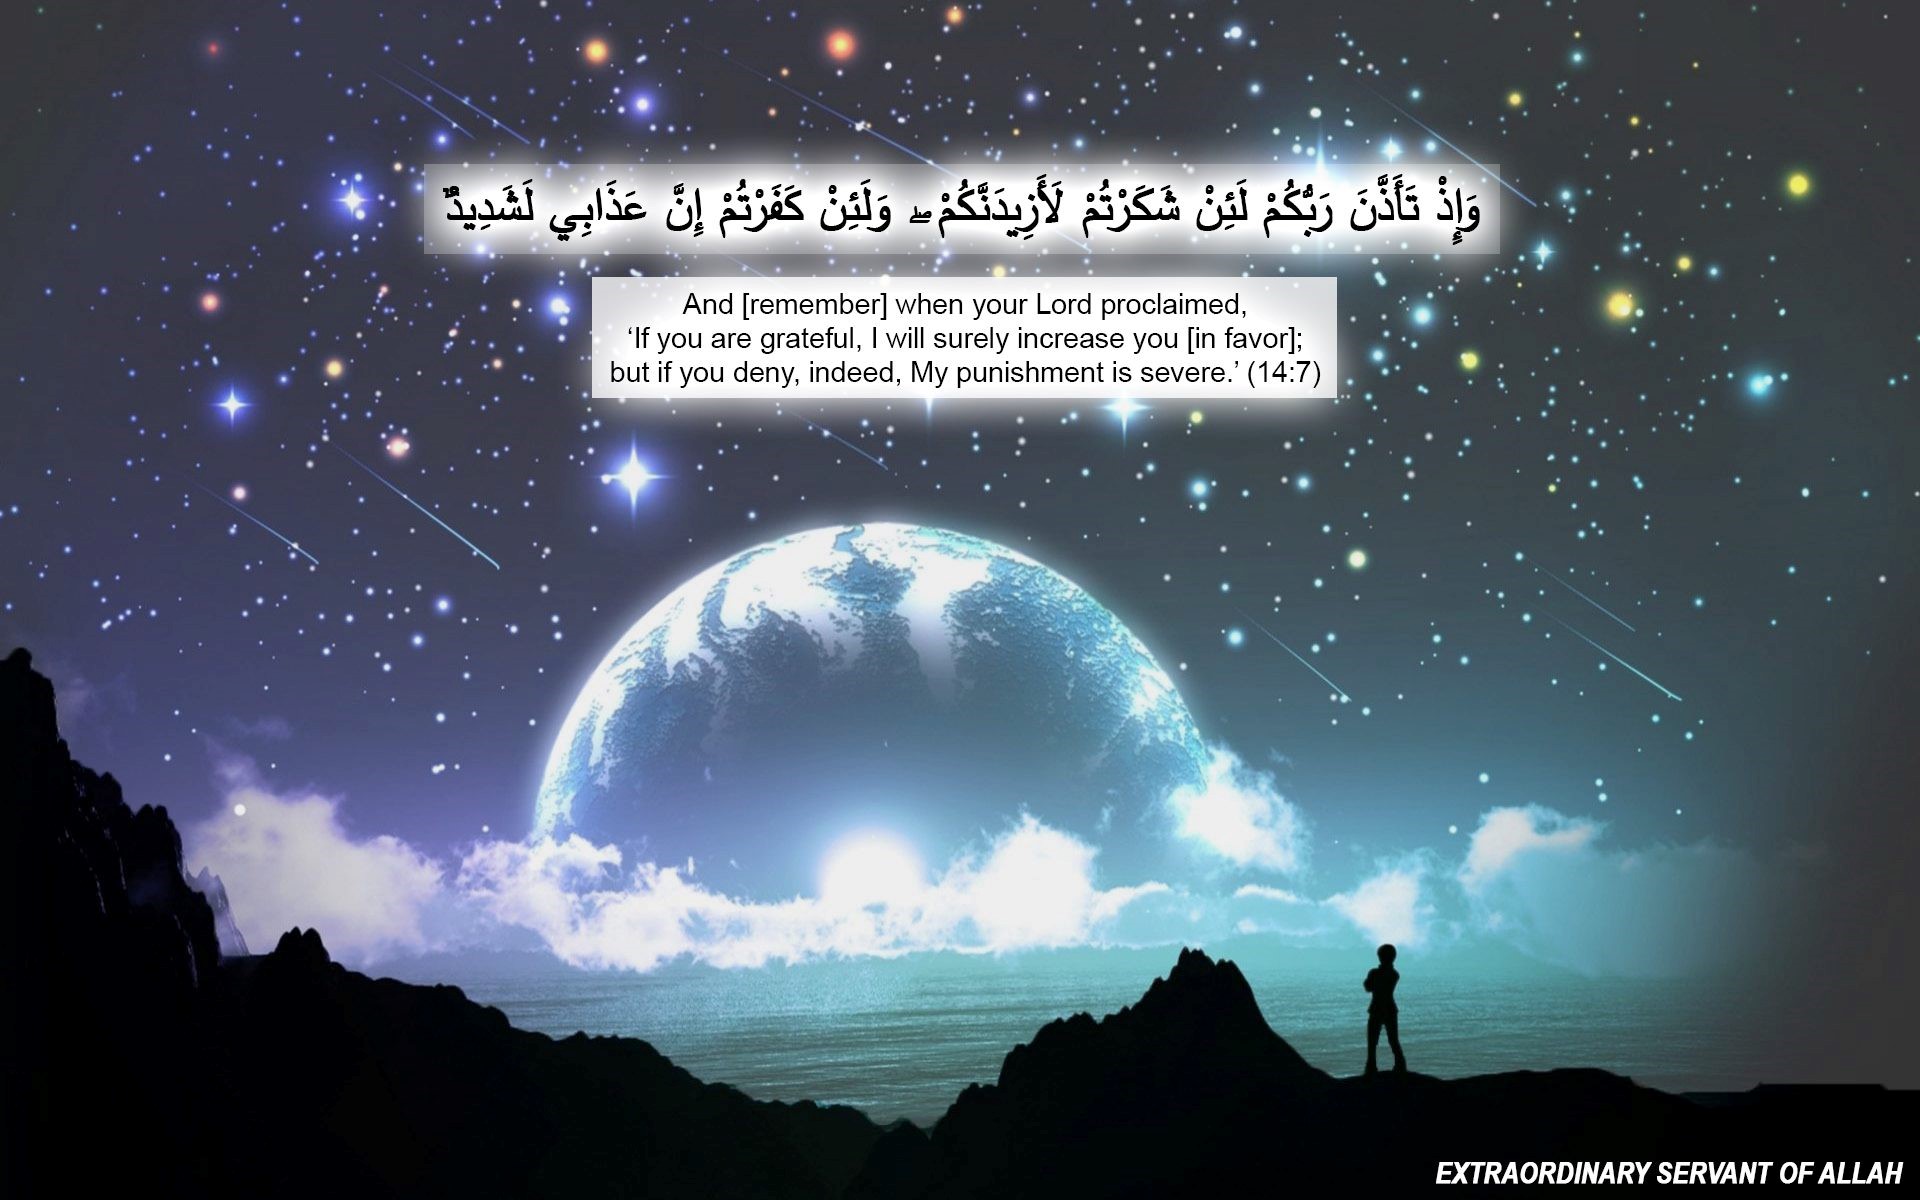 وَإِذْ تَأَذَّنَ رَبُّكُمْ لَئِنْ شَكَرْتُمْ لَأَزِيدَنَّكُمْ ۖ وَلَئِنْ كَفَرْتُمْ إِنَّ عَذَابِي لَشَدِيدٌ
And [remember] when your Lord proclaimed,
‘If you are grateful, I will surely increase you [in favor];
but if you deny, indeed, My punishment is severe.’ (14:7)
EXTRAORDINARY SERVANT OF ALLAH